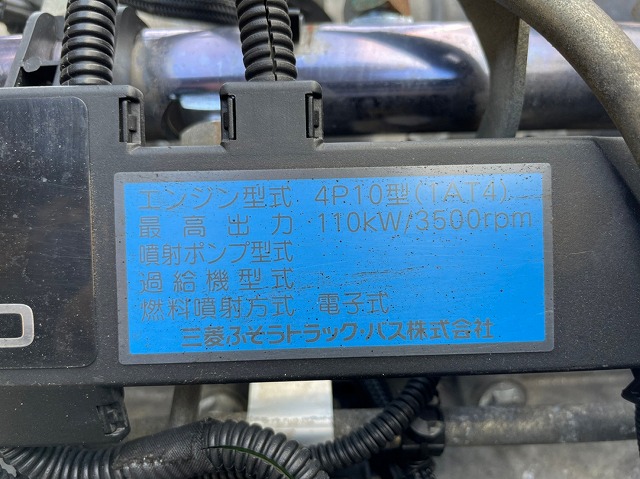 エンジン型式 4P10型(TAT4)
最高出力 110kW/3500rpm
噴射ポンプ型式
過給機型式
燃料噴射方式 電子式
三菱ふそうトラック・バス株式会社